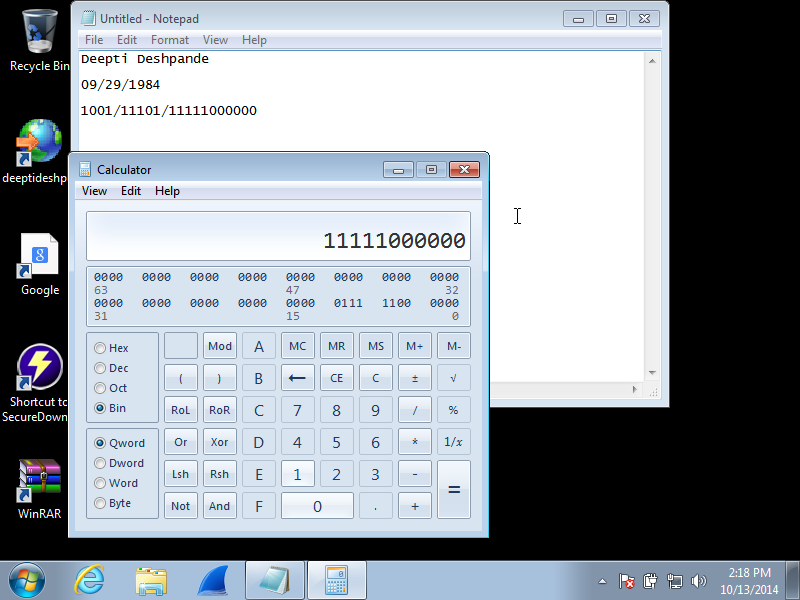 Recycle Bin
deeptideshp
Google
Shortcut to
SecureDown
WinRAR
Untitled - Notepad
File Edit Format View Help
Deepti Deshpande
09/29/1984
1001/11101/11111000000
Calculator
View Edit Help
11111000000
0000 0000 0000 0000 0000 0000 0000 0000
63 47 32
0000 0000 0000 0000 0000 0111 1100 0000
31 15 0
Hex
Dec
Oct
Bin
Qword
Dword
Word
Byte
Mod A MC MR MS M+ M-
( ) B ← CE C ± √
RoL RoR C 7 8 9 / %
Or Xor D 4 5 6 * 1/x
Lsh Rsh E 1 2 3 - =
Not And F 0 . +
2:18 PM
10/13/2014